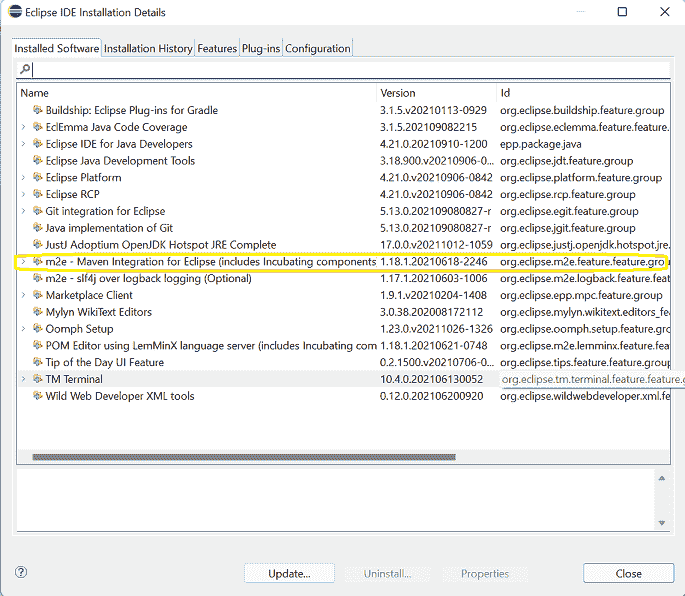 Eclipse IDE Installation Details
Installed Software Installation History Features Plug-ins Configuration
Name Version Id
Buildship: Eclipse Plug-ins for Gradle 3.1.5.v20210113-0929 org.eclipse.buildship.feature.group
EclEmma Java Code Coverage 3.1.5.202109082215 org.eclipse.eclemma.feature.feature.
Eclipse IDE for Java Developers 4.21.0.20210910-1200 epp.package.java
Eclipse Java Development Tools 3.18.900.v20210906-0... org.eclipse.jdt.feature.group
Eclipse Platform 4.21.0.v20210906-0842 org.eclipse.platform.feature.group
Eclipse RCP 4.21.0.v20210906-0842 org.eclipse.rcp.feature.group
Git integration for Eclipse 5.13.0.202109080827-r org.eclipse.egit.feature.group
Java implementation of Git 5.13.0.202109080827-r org.eclipse.jgit.feature.group
JustJ Adoptium OpenJDK Hotspot JRE Complete 17.0.0.v20211012-1059 org.eclipse.justj.openjdk.hotspot.jre.
m2e - Maven Integration for Eclipse (includes Incubating components 1.18.1.20210618-2246 org.eclipse.m2e.feature.feature.grou
m2e - slf4j over logback logging (Optional) 1.17.1.20210603-1006 org.eclipse.m2e.logback.feature.feat
Marketplace Client 1.9.1.v20210204-1408 org.eclipse.epp.mpc.feature.group
Mylyn WikiText Editors 3.0.38.202008172112 org.eclipse.mylyn.wikitext.editors_fe
Oomph Setup 1.23.0.v20211026-1326 org.eclipse.oomph.setup.feature.grc
POM Editor using LemMinX language server (includes Incubating com 1.18.1.20210621-0748 org.eclipse.m2e.lemminx.feature.fea
Tip of the Day UI Feature 0.2.1500.v20210706-0... org.eclipse.tips.feature.feature.group
TM Terminal 10.4.0.202106130052 org.eclipse.tm.terminal.feature.feature.g
Wild Web Developer XML tools 0.12.0.202106200920 org.eclipse.wildwebdeveloper.xml.fe
Update... Uninstall... Properties Close